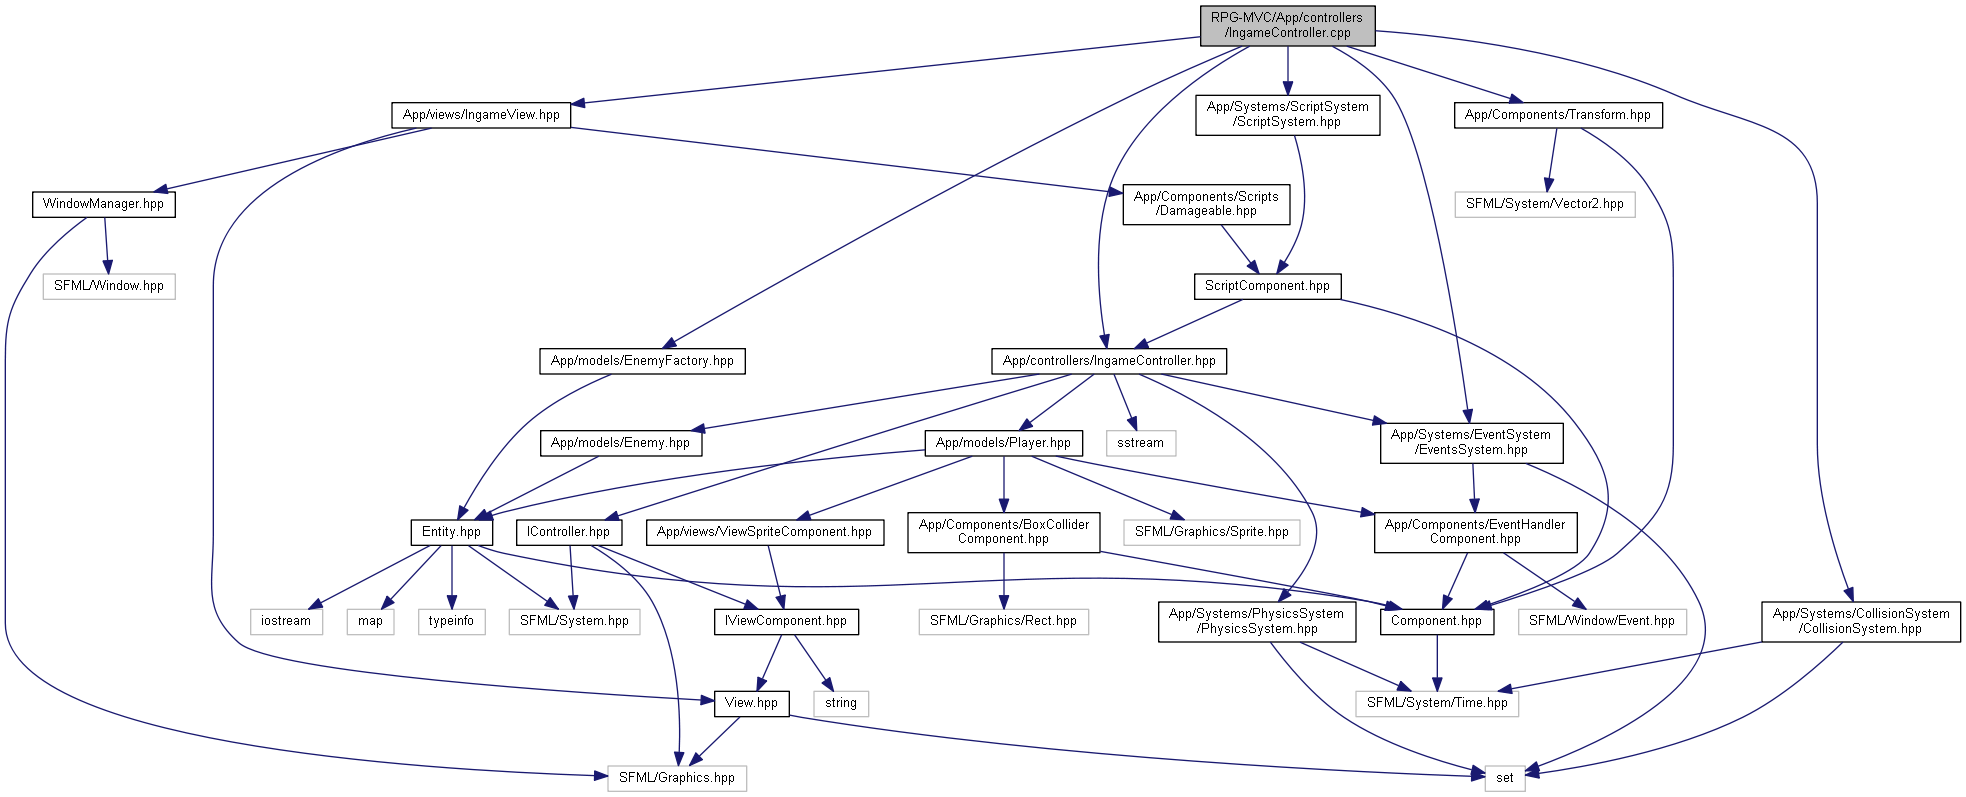 RPG-MVC/App/controllers
/IngameController.cpp
App/views/IngameView.hpp
App/Systems/ScriptSystem
/ScriptSystem.hpp
App/Components/Transform.hpp
WindowManager.hpp
App/Components/Scripts
/Damageable.hpp
SFML/System/Vector2.hpp
SFML/Window.hpp
ScriptComponent.hpp
App/models/EnemyFactory.hpp
App/controllers/IngameController.hpp
App/models/Enemy.hpp
App/models/Player.hpp
sstream
App/Systems/EventSystem
/EventsSystem.hpp
Entity.hpp
IController.hpp
App/views/ViewSpriteComponent.hpp
App/Components/BoxCollider
Component.hpp
SFML/Graphics/Sprite.hpp
App/Components/EventHandler
Component.hpp
iostream
map
typeinfo
SFML/System.hpp
IViewComponent.hpp
SFML/Graphics/Rect.hpp
App/Systems/PhysicsSystem
/PhysicsSystem.hpp
Component.hpp
SFML/Window/Event.hpp
App/Systems/CollisionSystem
/CollisionSystem.hpp
View.hpp
string
SFML/System/Time.hpp
SFML/Graphics.hpp
set